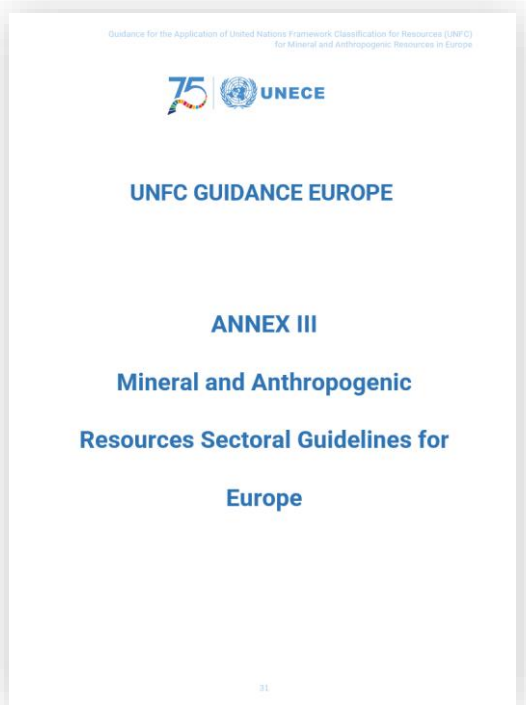 Guidance for the Application of United Nations Framework Classification for Resources (UNFC)
for Mineral and Anthropogenic Resources in Europe
75 UNECE
UNFC GUIDANCE EUROPE
ANNEX III
Mineral and Anthropogenic
Resources Sectoral Guidelines for
Europe
31